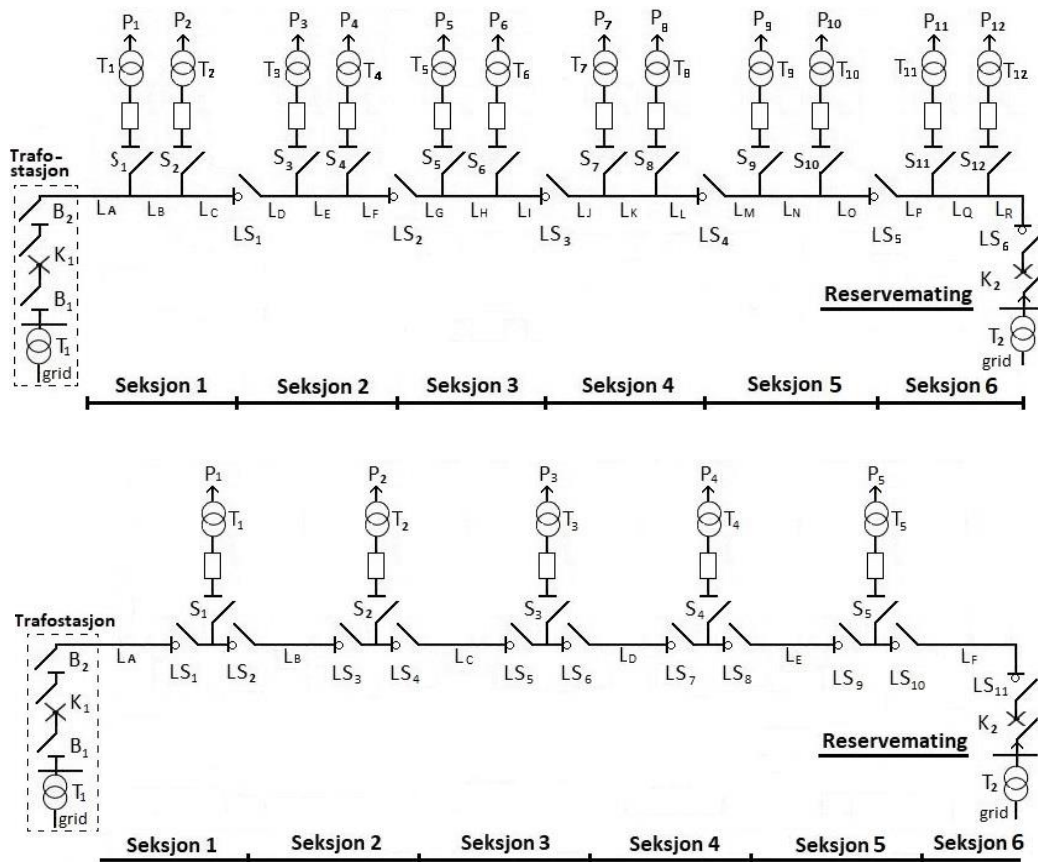 P1 P2 P3 P4 P5 P6 P7 P8 P9 P10 P11 P12
T1 T2 T3 T4 T5 T6 T7 T8 T9 T10 T11 T12
S1 S2 S3 S4 S5 S6 S7 S8 S9 S10 S11 S12
Trafo-
stasjon
B2
LA LB LC LD LE LF LG LH LI LJ LK LL LM LN LO LP LQ LR
LS1 LS2 LS3 LS4 LS5 LS6
K1
K2
B1
Reservemating
T1
T2
grid
grid
Seksjon 1 Seksjon 2 Seksjon 3 Seksjon 4 Seksjon 5 Seksjon 6
P1 P2 P3 P4 P5
T1 T2 T3 T4 T5
S1 S2 S3 S4 S5
Trafostasjon
B2
LA LB LC LD LE LF
LS1 LS2 LS3 LS4 LS5 LS6 LS7 LS8 LS9 LS10 LS11
K1
K2
B1
Reservemating
T1
T2
grid
grid
Seksjon 1 Seksjon 2 Seksjon 3 Seksjon 4 Seksjon 5 Seksjon 6